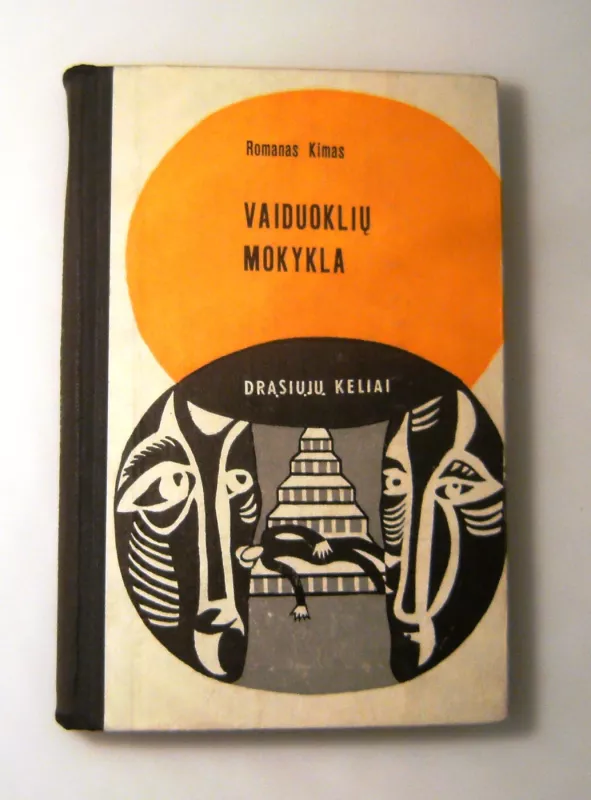 Romanas Kimas
VAIDUOKLIŲ
MOKYKLA
DRĄSIŲJŲ KELIAI